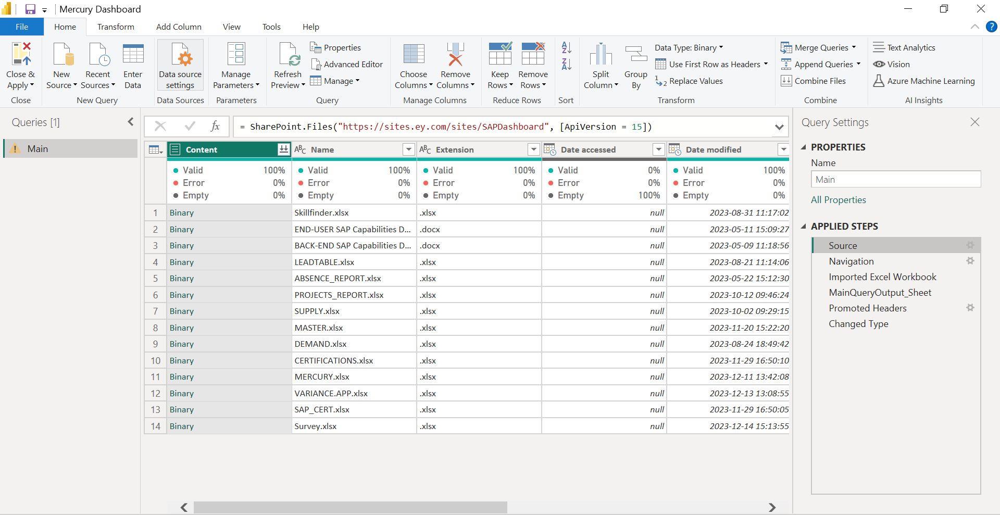 Mercury Dashboard
File Home Transform Add Column View Tools Help
?
Close & Apply
New Source
Recent Sources
Enter Data
Data source settings
Manage Parameters
Refresh Preview
Properties
Advanced Editor
Manage
Choose Columns
Remove Columns
Keep Rows
Remove Rows
A Z
Z A
Split Column
Group By
Data Type: Binary
Use First Row as Headers
1 2 Replace Values
Merge Queries
Append Queries
Combine Files
Text Analytics
Vision
Azure Machine Learning
Close New Query Data Sources Parameters Query Manage Columns Reduce Rows Sort Transform Combine AI Insights
Queries [1]
Main
fx = SharePoint.Files("https://sites.ey.com/sites/SAPDashboard", [ApiVersion = 15])
Content ABC Name ABC Extension Date accessed Date modified
Valid 100% Valid 100% Valid 100% Valid 0% Valid 100%
Error 0% Error 0% Error 0% Error 0% Error 0%
Empty 0% Empty 0% Empty 0% Empty 100% Empty 0%
1 Binary Skillfinder.xlsx .xlsx null 2023-08-31 11:17:02
2 Binary END-USER SAP Capabilities D... .docx null 2023-05-11 15:09:27
3 Binary BACK-END SAP Capabilities D... .docx null 2023-05-09 11:18:56
4 Binary LEADTABLE.xlsx .xlsx null 2023-08-21 11:14:06
5 Binary ABSENCE_REPORT.xlsx .xlsx null 2023-05-22 15:12:30
6 Binary PROJECTS_REPORT.xlsx .xlsx null 2023-10-12 09:46:24
7 Binary SUPPLY.xlsx .xlsx null 2023-10-02 09:29:15
8 Binary MASTER.xlsx .xlsx null 2023-11-20 15:22:20
9 Binary DEMAND.xlsx .xlsx null 2023-08-24 18:49:42
10 Binary CERTIFICATIONS.xlsx .xlsx null 2023-11-29 16:50:10
11 Binary MERCURY.xlsx .xlsx null 2023-12-11 13:42:08
12 Binary VARIANCE.APP.xlsx .xlsx null 2023-12-13 13:08:55
13 Binary SAP_CERT.xlsx .xlsx null 2023-11-29 16:50:05
14 Binary Survey.xlsx .xlsx null 2023-12-14 15:13:55
Query Settings
PROPERTIES
Name
Main
All Properties
APPLIED STEPS
Source
Navigation
Imported Excel Workbook
MainQueryOutput_Sheet
Promoted Headers
Changed Type